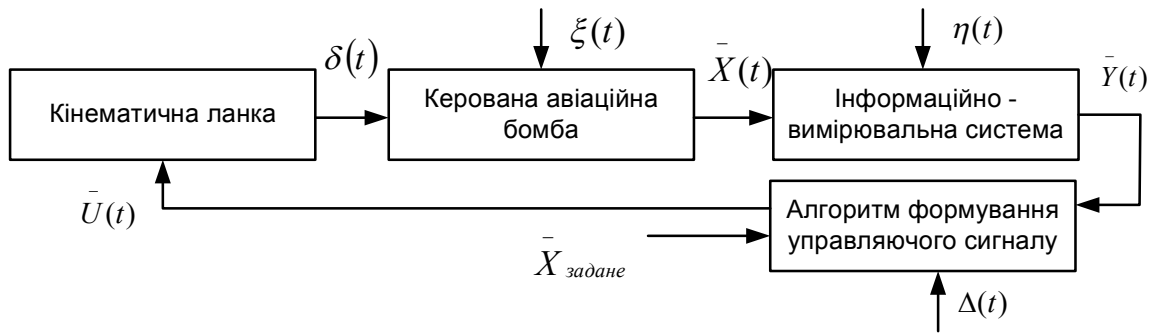 ξ(t)
η(t)
δ(t)
X̄(t)
Ȳ(t)
Кінематична ланка
Керована авіаційна
бомба
Інформаційно -
вимірювальна система
Ū(t)
Алгоритм формування
управляючого сигналу
X̄ задане
Δ(t)